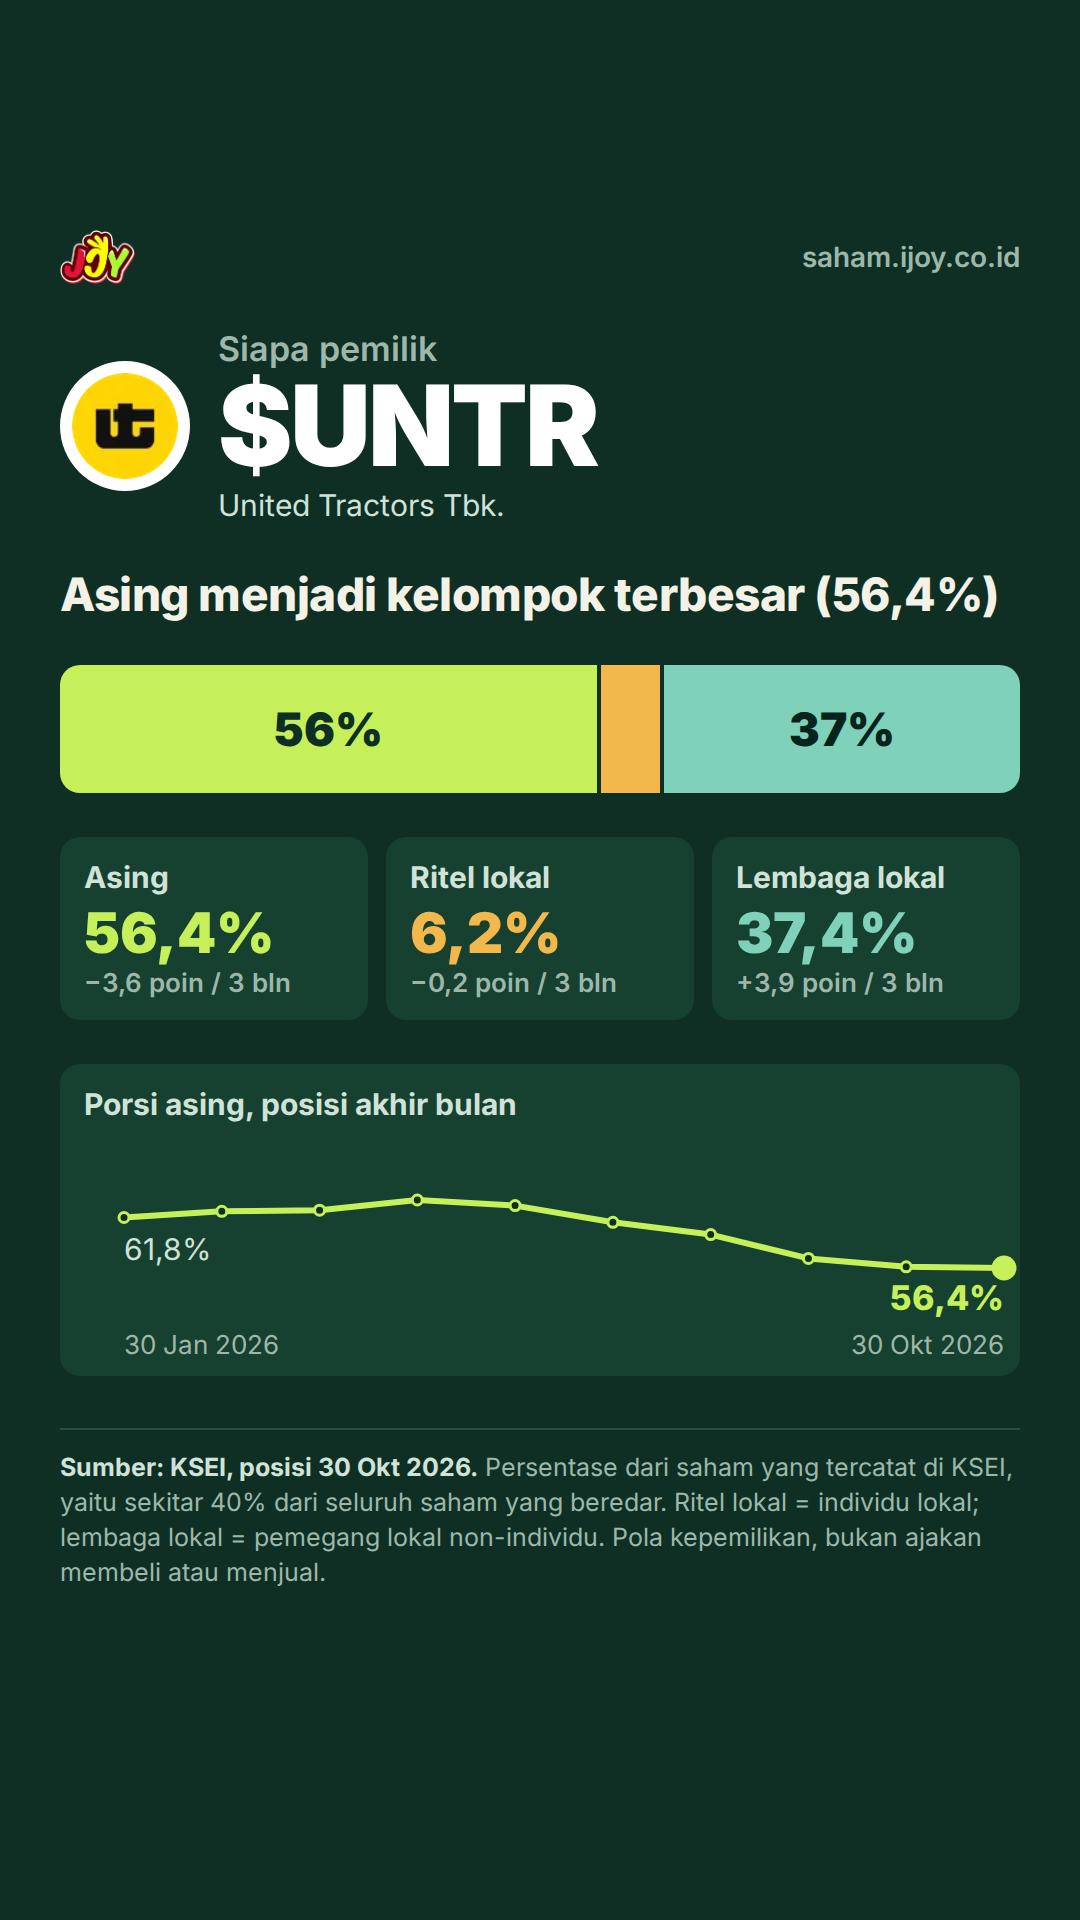 JOY
saham.ijoy.co.id
Siapa pemilik
$UNTR
ut
United Tractors Tbk.
Asing menjadi kelompok terbesar (56,4%)
56%
37%
Asing
56,4%
−3,6 poin / 3 bln
Ritel lokal
6,2%
−0,2 poin / 3 bln
Lembaga lokal
37,4%
+3,9 poin / 3 bln
Porsi asing, posisi akhir bulan
61,8%
56,4%
30 Jan 2026
30 Okt 2026
Sumber: KSEI, posisi 30 Okt 2026. Persentase dari saham yang tercatat di KSEI,
yaitu sekitar 40% dari seluruh saham yang beredar. Ritel lokal = individu lokal;
lembaga lokal = pemegang lokal non-individu. Pola kepemilikan, bukan ajakan
membeli atau menjual.